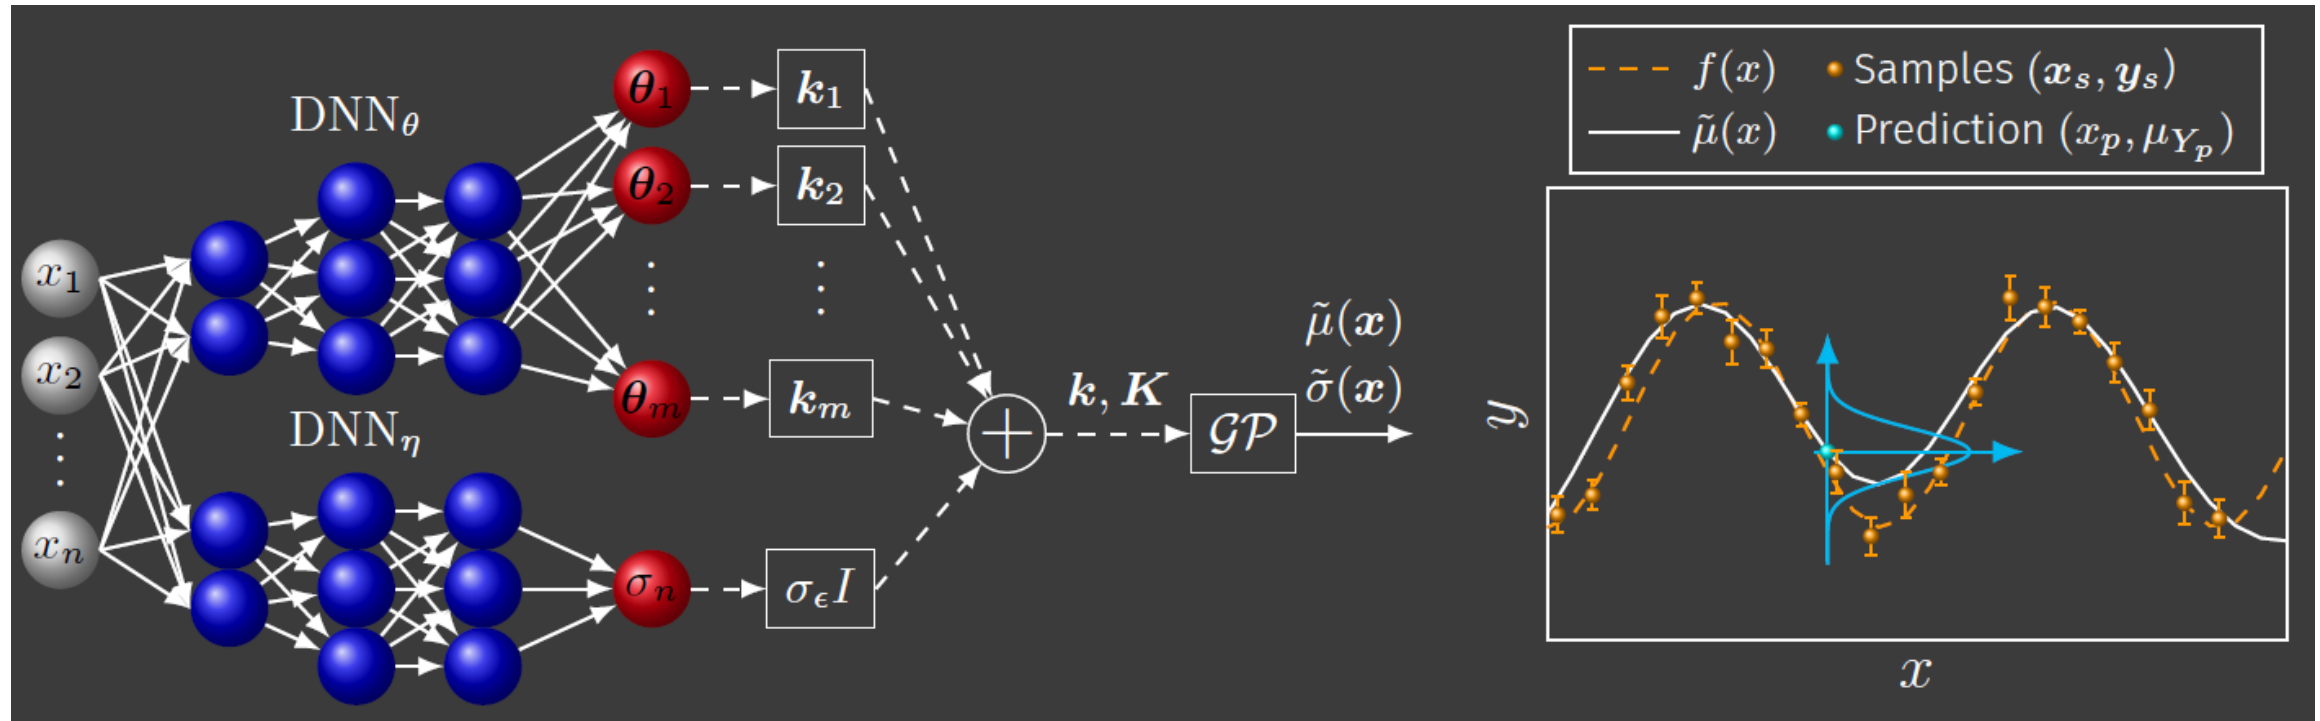 DNN_θ
x_1
x_2
⋮
x_n
DNN_η
θ_1
θ_2
⋮
θ_m
σ_n
k_1
k_2
⋮
k_m
σ_ϵ I
+
k, K
GP
μ̃(x)
σ̃(x)
f(x)
Samples (x_s, y_s)
μ̃(x)
Prediction (x_p, μ_{Y_p})
y
x